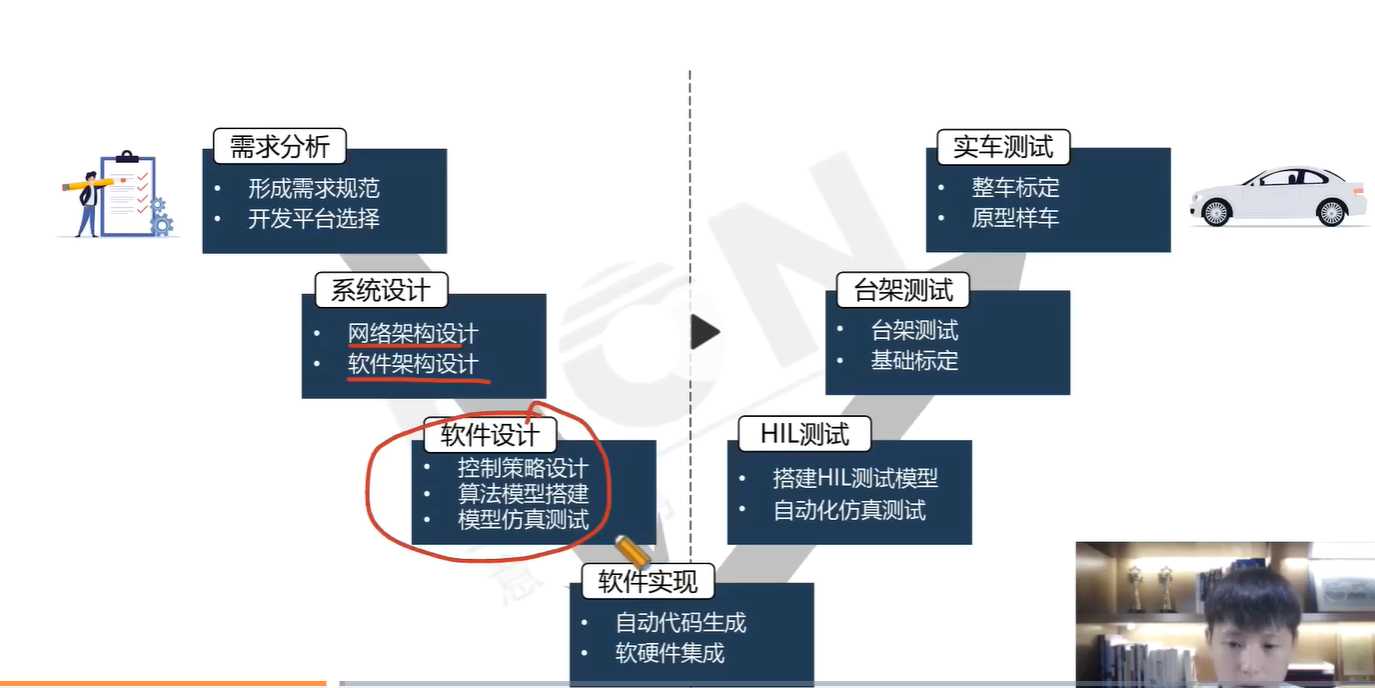 需求分析
形成需求规范
开发平台选择
系统设计
网络架构设计
软件架构设计
软件设计
控制策略设计
算法模型搭建
模型仿真测试
软件实现
自动代码生成
软硬件集成
HIL测试
搭建HIL测试模型
自动化仿真测试
台架测试
台架测试
基础标定
实车测试
整车标定
原型样车